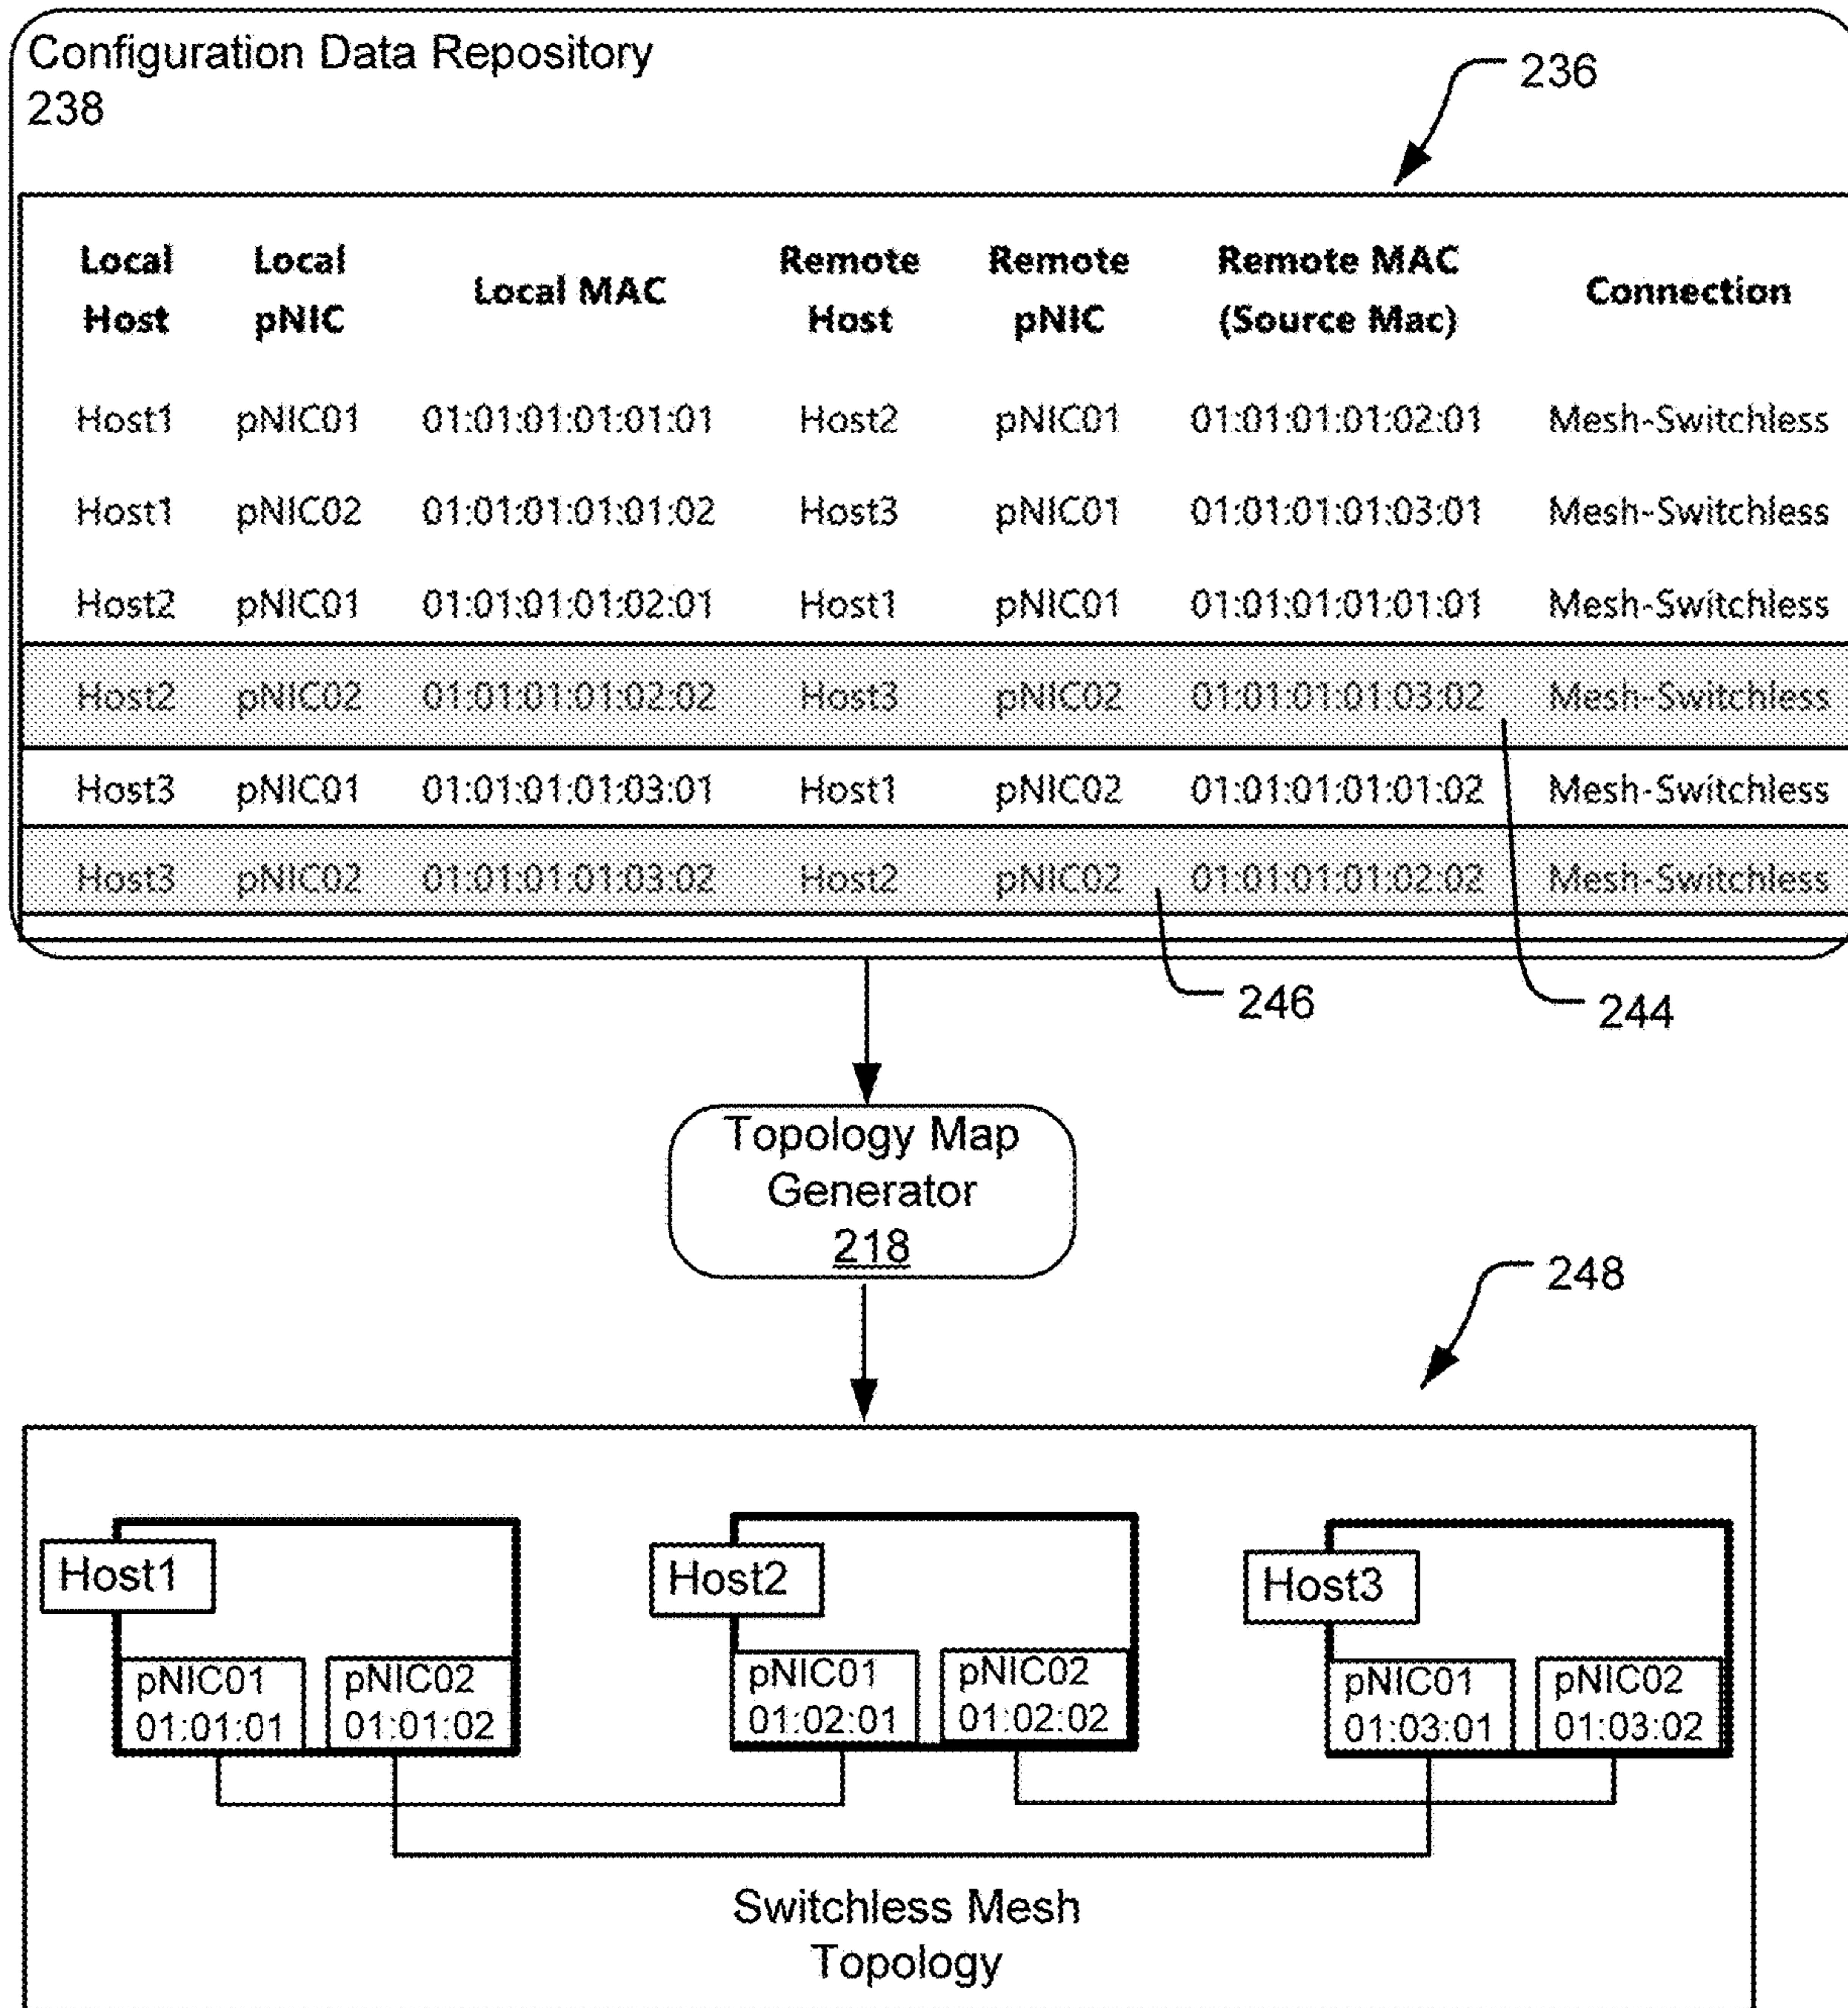 Configuration Data Repository
238
236
Local Host Local pNIC Local MAC Remote Host Remote pNIC Remote MAC (Source Mac) Connection
Host1 pNIC01 01:01:01:01:01:01 Host2 pNIC01 01:01:01:01:02:01 Mesh-Switchless
Host1 pNIC02 01:01:01:01:01:02 Host3 pNIC01 01:01:01:01:03:01 Mesh-Switchless
Host2 pNIC01 01:01:01:01:02:01 Host1 pNIC01 01:01:01:01:01:01 Mesh-Switchless
Host2 pNIC02 01:01:01:01:02:02 Host3 pNIC02 01:01:01:01:03:02 Mesh-Switchless
Host3 pNIC01 01:01:01:01:03:01 Host1 pNIC02 01:01:01:01:01:02 Mesh-Switchless
Host3 pNIC02 01:01:01:01:03:02 Host2 pNIC02 01:01:01:01:02:02 Mesh-Switchless
246
244
Topology Map
Generator
218
248
Host1
pNIC01
01:01:01
pNIC02
01:01:02
Host2
pNIC01
01:02:01
pNIC02
01:02:02
Host3
pNIC01
01:03:01
pNIC02
01:03:02
Switchless Mesh
Topology